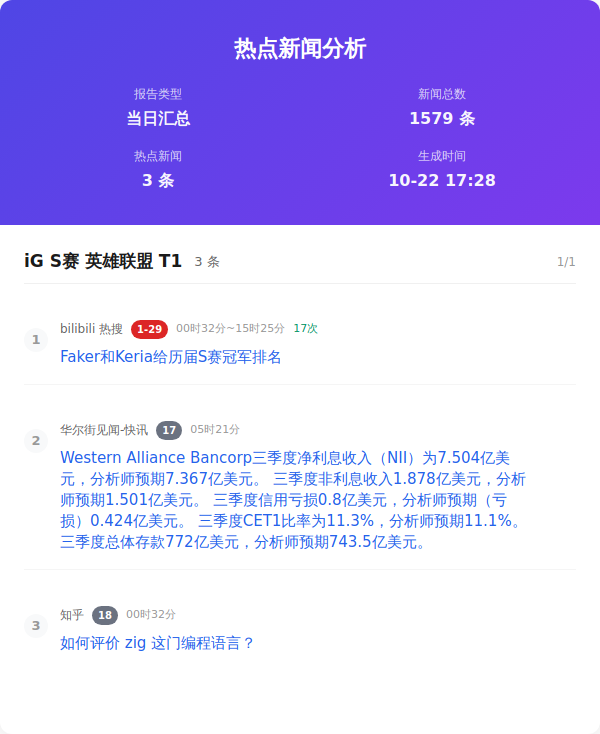 热点新闻分析
报告类型
新闻总数
当日汇总
1579 条
热点新闻
生成时间
3 条
10-22 17:28
iG S赛 英雄联盟 T1 3 条 1/1
1 bilibili 热搜 1-29 00时32分~15时25分 17次
Faker和Keria给历届S赛冠军排名
2 华尔街见闻-快讯 17 05时21分
Western Alliance Bancorp三季度净利息收入（NII）为7.504亿美
元，分析师预期7.367亿美元。 三季度非利息收入1.878亿美元，分析
师预期1.501亿美元。 三季度信用亏损0.8亿美元，分析师预期（亏
损）0.424亿美元。 三季度CET1比率为11.3%，分析师预期11.1%。
三季度总体存款772亿美元，分析师预期743.5亿美元。
3 知乎 18 00时32分
如何评价 zig 这门编程语言？